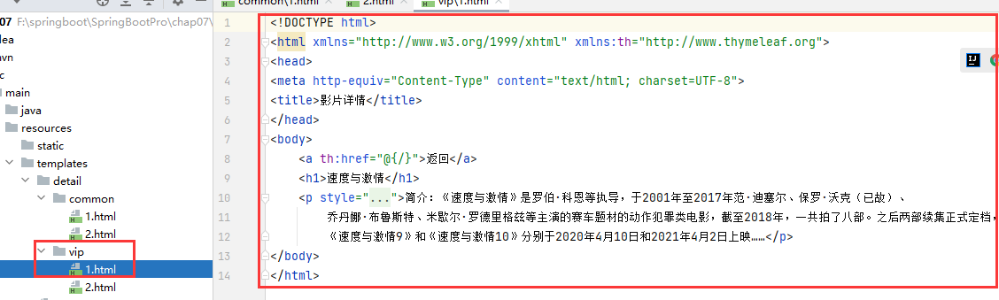 common\1.html
2.html
vip\1.html
07 F:\springboot\SpringBootPro\chap07\
dea
vn
c
main
java
resources
static
templates
detail
common
1.html
2.html
vip
1.html
2.html
1 <!DOCTYPE html>
2 <html xmlns="http://www.w3.org/1999/xhtml" xmlns:th="http://www.thymeleaf.org">
3 <head>
4 <meta http-equiv="Content-Type" content="text/html; charset=UTF-8">
5 <title>影片详情</title>
6 </head>
7 <body>
8 <a th:href="@{/}">返回</a>
9 <h1>速度与激情</h1>
10 <p style="...">简介：《速度与激情》是罗伯·科恩等执导，于2001年至2017年范·迪塞尔、保罗·沃克（已故）、
11 乔丹娜·布鲁斯特、米歇尔·罗德里格兹等主演的赛车题材的动作犯罪类电影，截至2018年，一共拍了八部。之后两部续集正式定档，
12 《速度与激情9》和《速度与激情10》分别于2020年4月10日和2021年4月2日上映……</p>
13 </body>
14 </html>
IJ